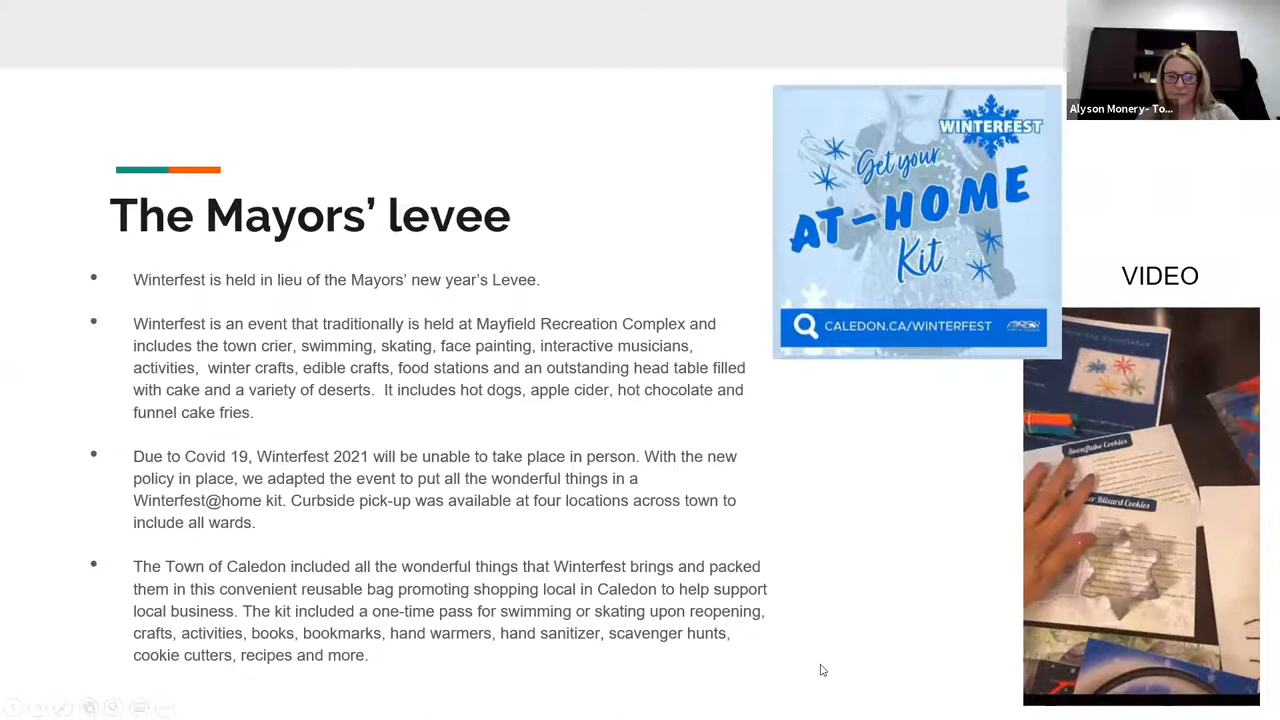 Alyson Monery- To...
The Mayors’ levee
• Winterfest is held in lieu of the Mayors’ new year’s Levee.
• Winterfest is an event that traditionally is held at Mayfield Recreation Complex and
includes the town crier, swimming, skating, face painting, interactive musicians,
activities,  winter crafts, edible crafts, food stations and an outstanding head table filled
with cake and a variety of deserts.  It includes hot dogs, apple cider, hot chocolate and
funnel cake fries.
• Due to Covid 19, Winterfest 2021 will be unable to take place in person. With the new
policy in place, we adapted the event to put all the wonderful things in a
Winterfest@home kit. Curbside pick-up was available at four locations across town to
include all wards.
• The Town of Caledon included all the wonderful things that Winterfest brings and packed
them in this convenient reusable bag promoting shopping local in Caledon to help support
local business. The kit included a one-time pass for swimming or skating upon reopening,
crafts, activities, books, bookmarks, hand warmers, hand sanitizer, scavenger hunts,
cookie cutters, recipes and more.
WINTERFEST
Get your
AT-HOME
Kit
CALEDON.CA/WINTERFEST
VIDEO
Snowflake Cookies
Blizzard Cookies